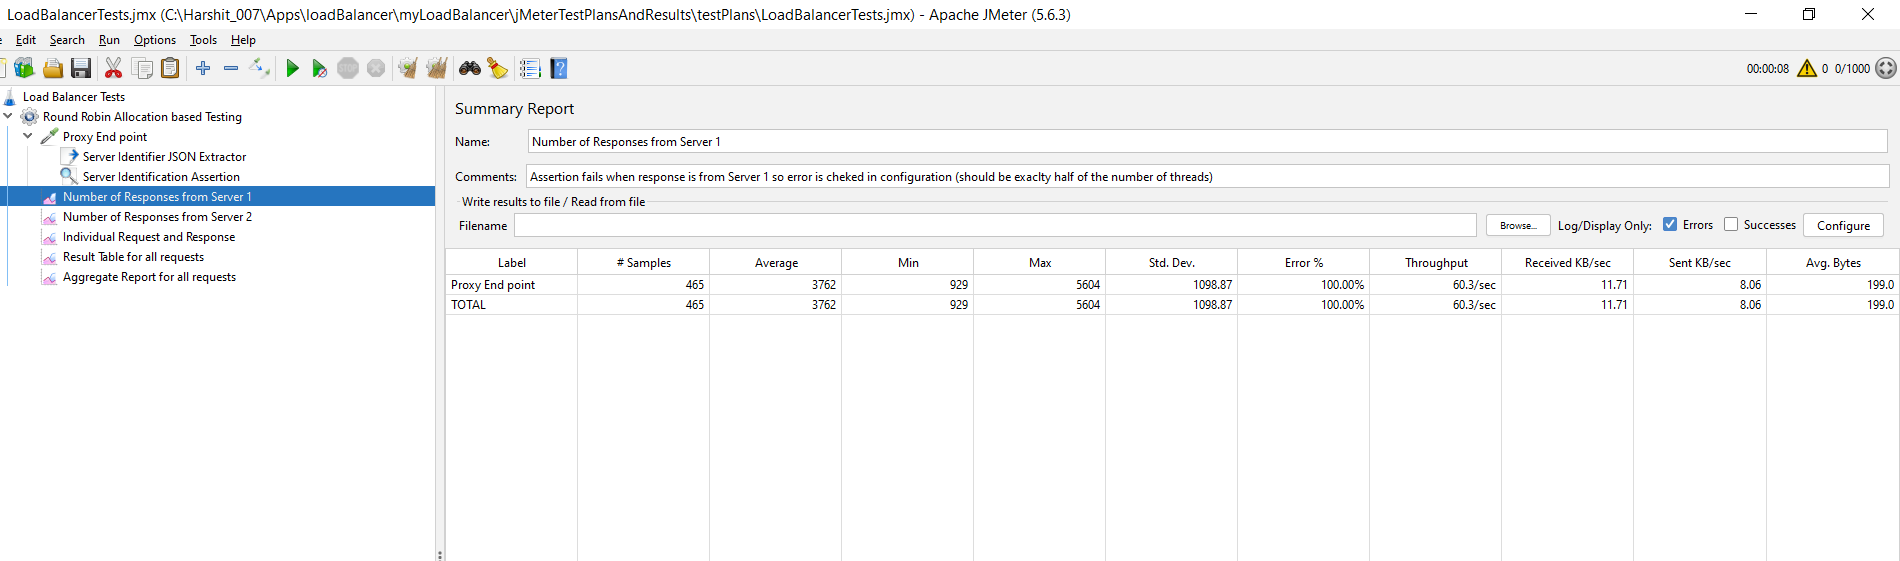 LoadBalancerTests.jmx (C:\Harshit_007\Apps\loadBalancer\myLoadBalancer\jMeterTestPlansAndResults\testPlans\LoadBalancerTests.jmx) - Apache JMeter (5.6.3)
e Edit Search Run Options Tools Help
STOP 00:00:08 0 0/1000
Load Balancer Tests
Round Robin Allocation based Testing
Proxy End point
Server Identifier JSON Extractor
Server Identification Assertion
Number of Responses from Server 1
Number of Responses from Server 2
Individual Request and Response
Result Table for all requests
Aggregate Report for all requests
Summary Report
Name: Number of Responses from Server 1
Comments: Assertion fails when response is from Server 1 so error is cheked in configuration (should be exaclty half of the number of threads)
Write results to file / Read from file
Filename Browse... Log/Display Only: Errors Successes Configure
Label # Samples Average Min Max Std. Dev. Error % Throughput Received KB/sec Sent KB/sec Avg. Bytes
Proxy End point 465 3762 929 5604 1098.87 100.00% 60.3/sec 11.71 8.06 199.0
TOTAL 465 3762 929 5604 1098.87 100.00% 60.3/sec 11.71 8.06 199.0